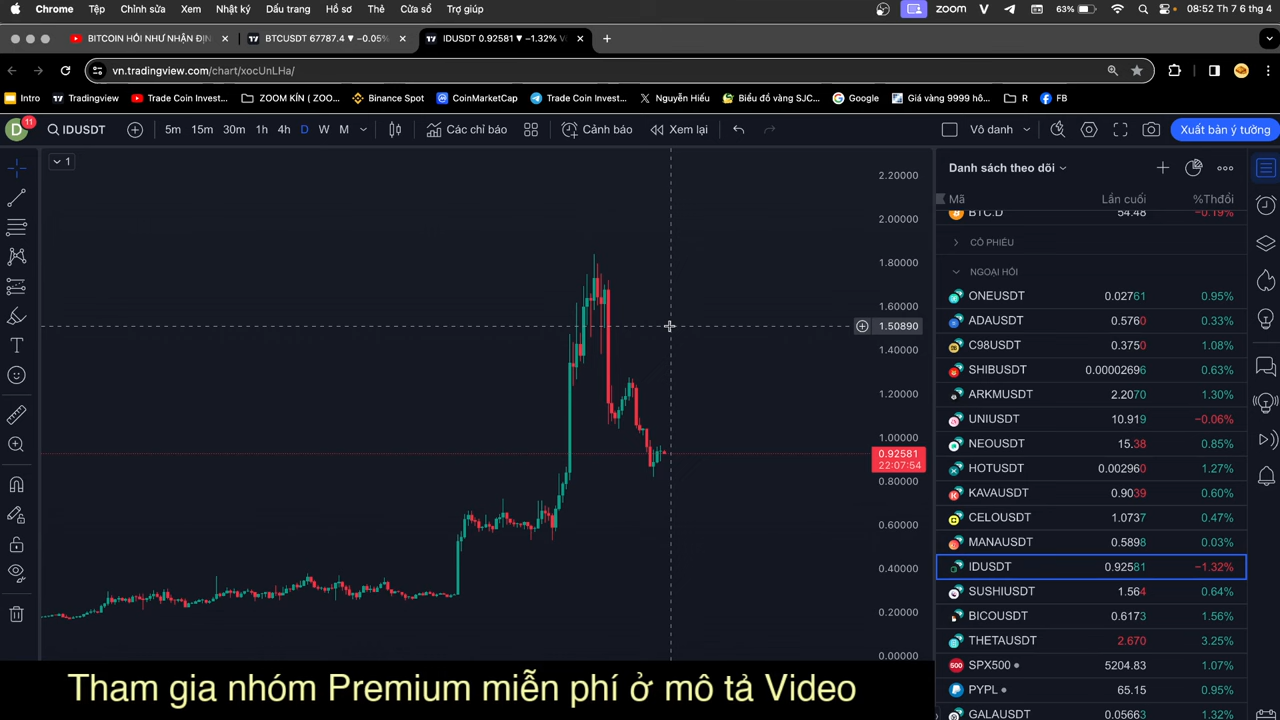 Chrome Tệp Chỉnh sửa Xem Nhật ký Dấu trang Hồ sơ Thẻ Cửa sổ Trợ giúp zoom 63% 08:52 Th 7 6 thg 4
BITCOIN HỒI NHƯ NHẬN ĐỊN × BTCUSDT 67787.4 ▼ −0.05% × IDUSDT 0.92581 ▼ −1.32% V × +
vn.tradingview.com/chart/xocUnLHa/
Intro Tradingview Trade Coin Invest... ZOOM KÍN ( ZOO... Binance Spot CoinMarketCap Trade Coin Invest... Nguyễn Hiếu Biểu đồ vàng SJC... Google Giá vàng 9999 hô... R FB
D 11 IDUSDT 5m 15m 30m 1h 4h D W M Các chỉ báo Cảnh báo Xem lại Vô danh Xuất bản ý tưởng
1
2.20000
2.00000
1.80000
1.60000
1.50890
1.40000
1.20000
1.00000
0.92581
22:07:54
0.80000
0.60000
0.40000
0.20000
0.00000
Danh sách theo dõi
Mã Lần cuối %Thđổi
BTC.D 54.48 −0.19%
CỔ PHIẾU
NGOẠI HỐI
ONEUSDT 0.02761 0.95%
ADAUSDT 0.5760 0.33%
C98USDT 0.3750 1.08%
SHIBUSDT 0.00002696 0.63%
ARKMUSDT 2.2070 1.30%
UNIUSDT 10.919 −0.06%
NEOUSDT 15.38 0.85%
HOTUSDT 0.002960 1.27%
KAVAUSDT 0.9039 0.60%
CELOUSDT 1.0737 0.47%
MANAUSDT 0.5898 0.03%
IDUSDT 0.92581 −1.32%
SUSHIUSDT 1.564 0.64%
BICOUSDT 0.6173 1.56%
THETAUSDT 2.670 3.25%
500 SPX500 5204.83 1.07%
PYPL 65.15 0.95%
GALAUSDT 0.05663 1.32%
Tham gia nhóm Premium miễn phí ở mô tả Video